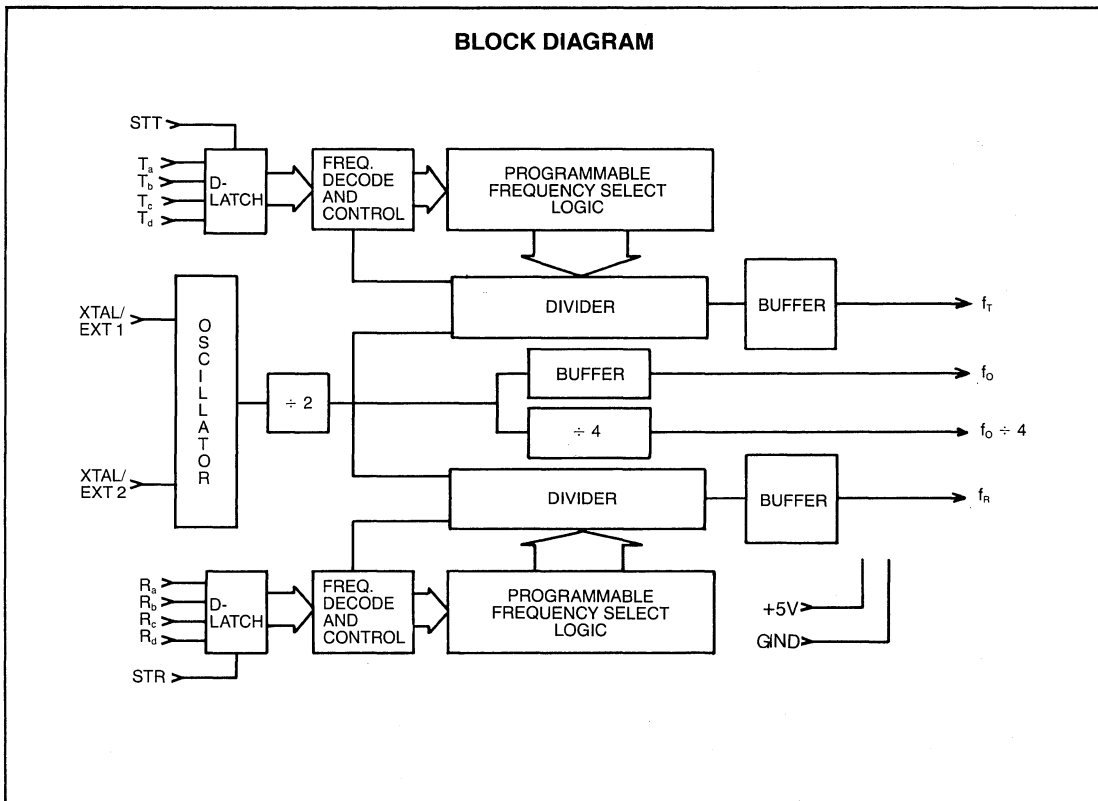 BLOCK DIAGRAM
STT
Ta
Tb
Tc
Td
D-
LATCH
FREQ.
DECODE
AND
CONTROL
PROGRAMMABLE
FREQUENCY SELECT
LOGIC
DIVIDER
BUFFER
fT
XTAL/
EXT 1
OSCILLATOR
÷ 2
BUFFER
fO
÷ 4
fO ÷ 4
XTAL/
EXT 2
DIVIDER
BUFFER
fR
Ra
Rb
Rc
Rd
D-
LATCH
FREQ.
DECODE
AND
CONTROL
PROGRAMMABLE
FREQUENCY SELECT
LOGIC
+5V
GND
STR